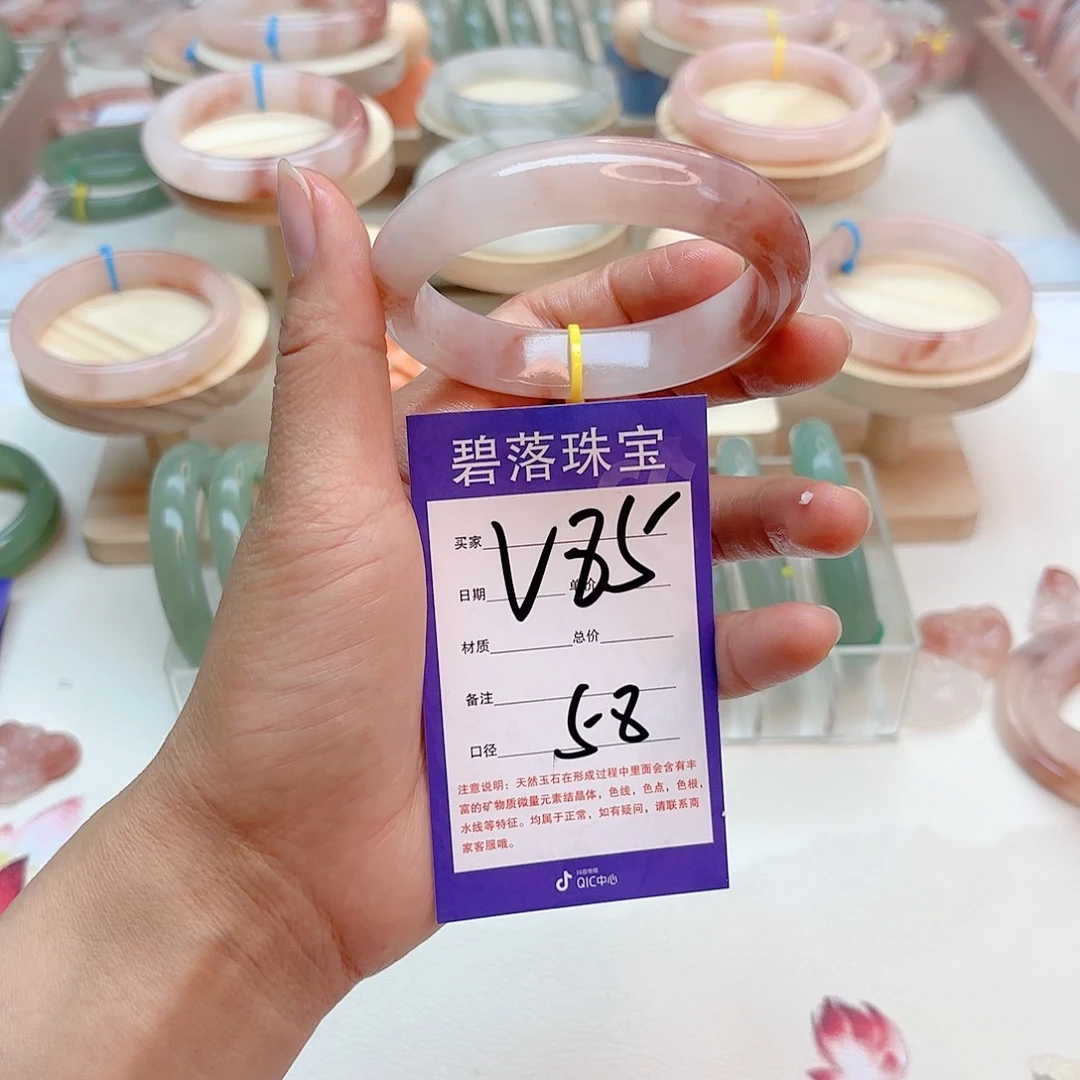 碧落珠宝
买家
V85
日期 单价
材质 总价
备注
58
口径
注意说明：天然玉石在形成过程中里面会含有丰
富的矿物质微量元素结晶体，色线，色点，色根，
水线等特征。均属于正常，如有疑问，请联系商
家客服哦。
抖音电商
QIC中心